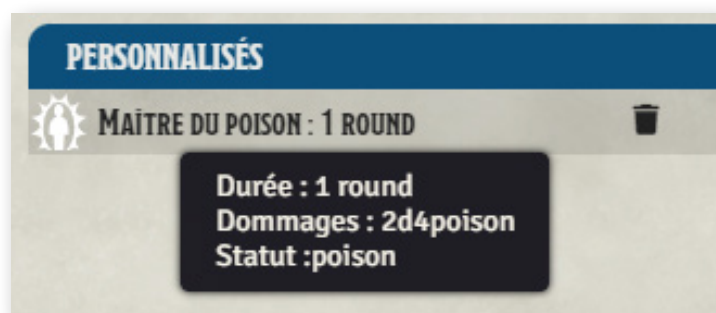 PERSONNALISÉS
MAÎTRE DU POISON : 1 ROUND
Durée : 1 round
Dommages : 2d4poison
Statut :poison